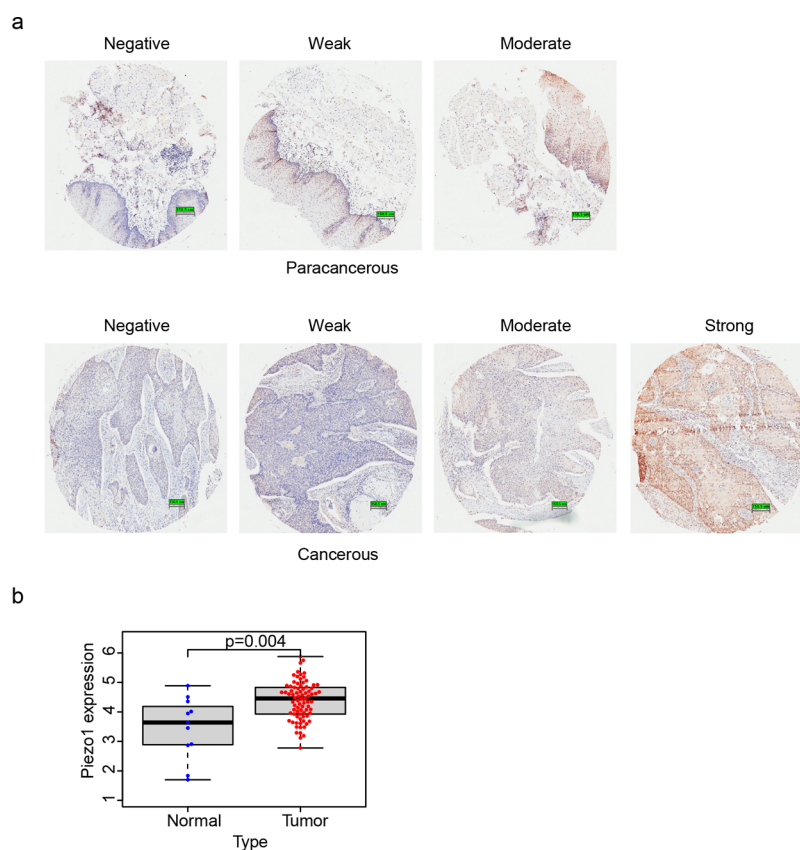 a
Negative Weak Moderate
Paracancerous
Negative Weak Moderate Strong
Cancerous
b
p=0.004
Piezo1 expression
6
5
4
3
2
1
Normal Tumor
Type